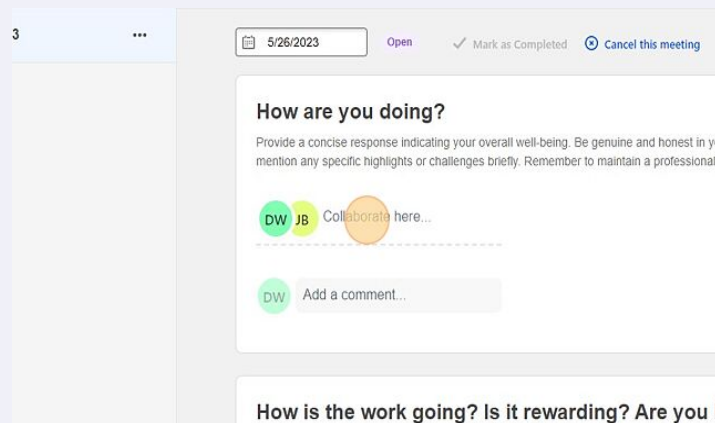 3 ...
5/26/2023 Open Mark as Completed Cancel this meeting
How are you doing?
Provide a concise response indicating your overall well-being. Be genuine and honest in y
mention any specific highlights or challenges briefly. Remember to maintain a professional
DW JB Collaborate here...
DW Add a comment...
How is the work going? Is it rewarding? Are you